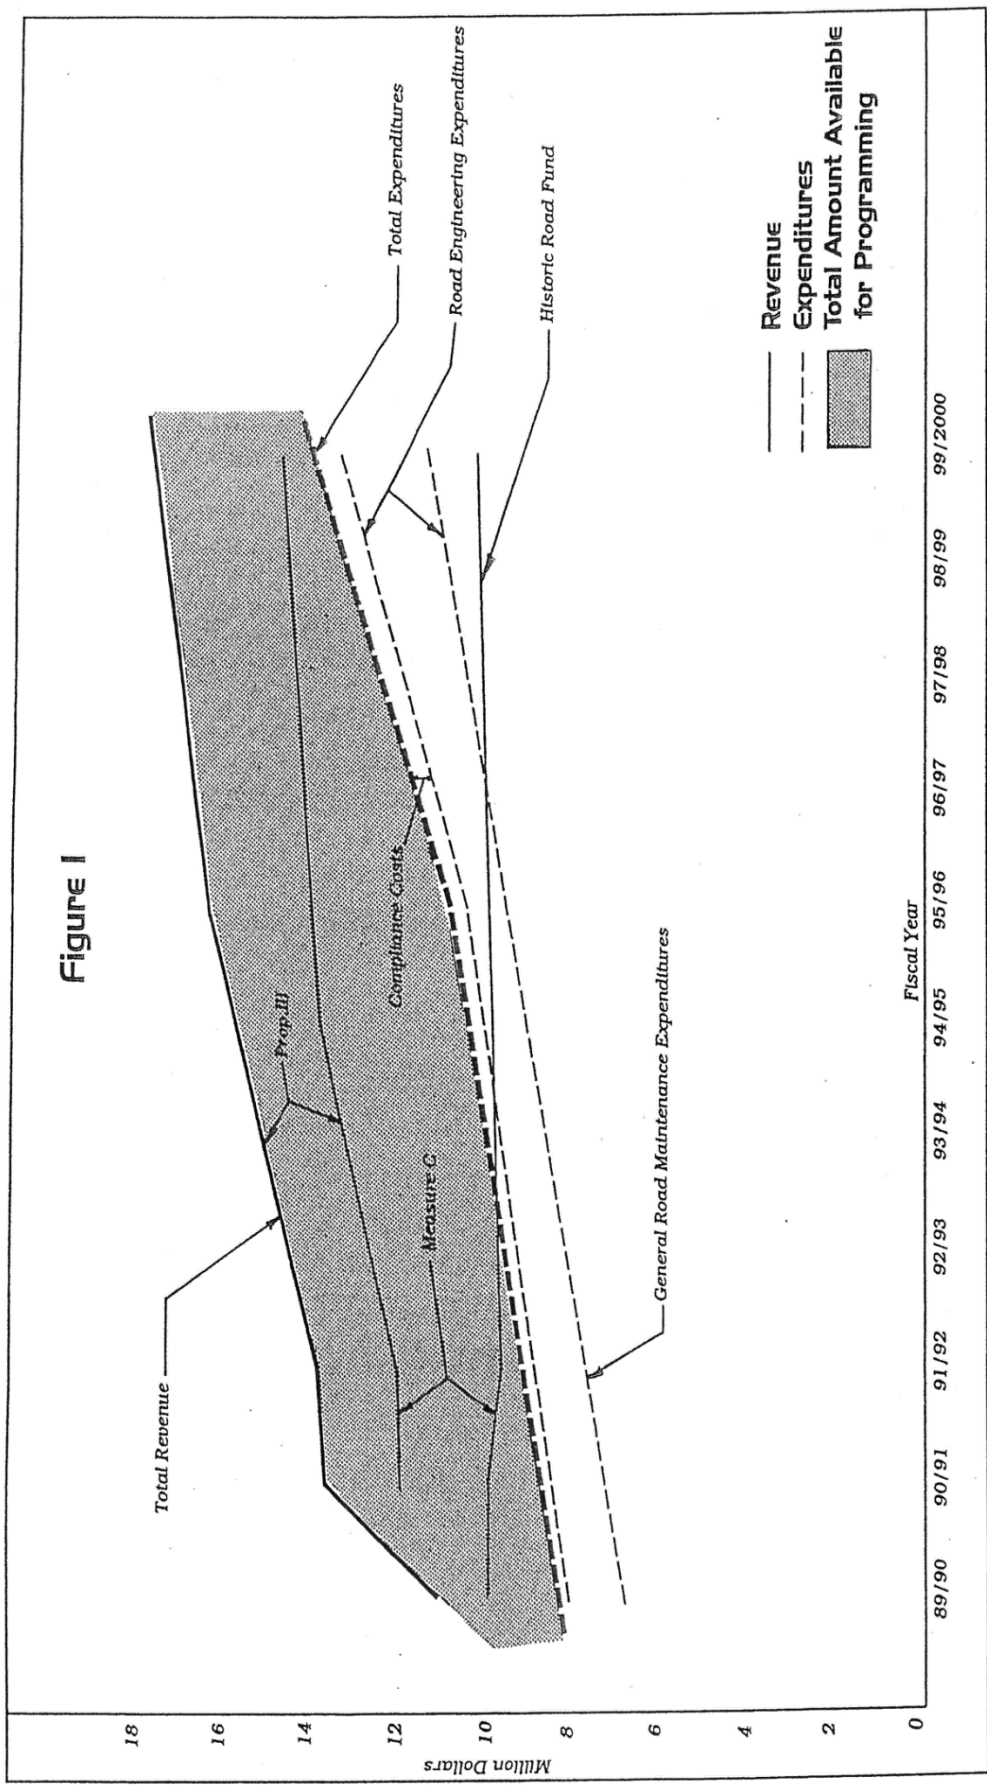 Figure 1
Total Revenue
Prop.III
Measure C
Compliance Costs
Total Expenditures
Road Engineering Expenditures
Historic Road Fund
General Road Maintenance Expenditures
Revenue
Expenditures
Total Amount Available
for Programming
Million Dollars
18
16
14
12
10
8
6
4
2
0
89/90
90/91
91/92
92/93
93/94
94/95
95/96
96/97
97/98
98/99
99/2000
Fiscal Year